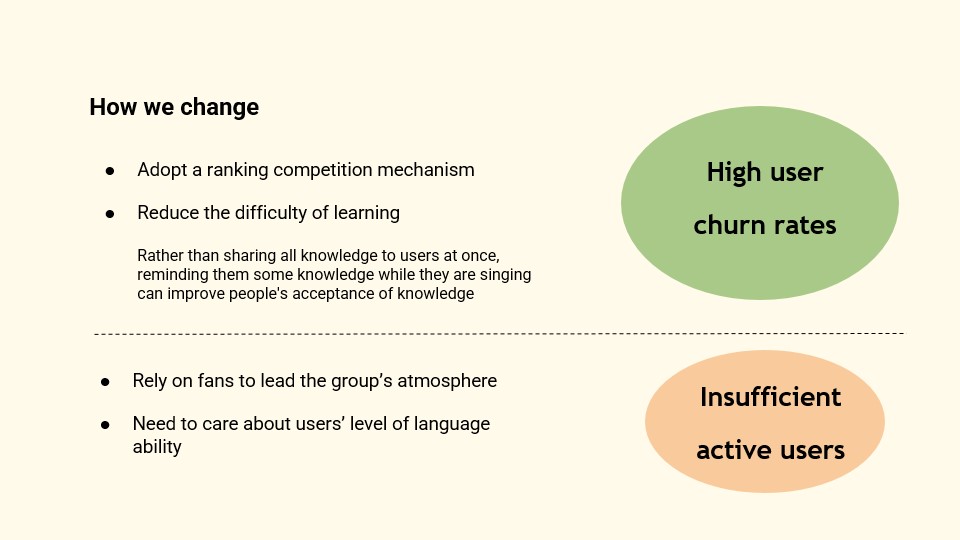 How we change
● Adopt a ranking competition mechanism
● Reduce the difficulty of learning
Rather than sharing all knowledge to users at once,
reminding them some knowledge while they are singing
can improve people's acceptance of knowledge
High user
churn rates
● Rely on fans to lead the group’s atmosphere
● Need to care about users’ level of language
ability
Insufficient
active users